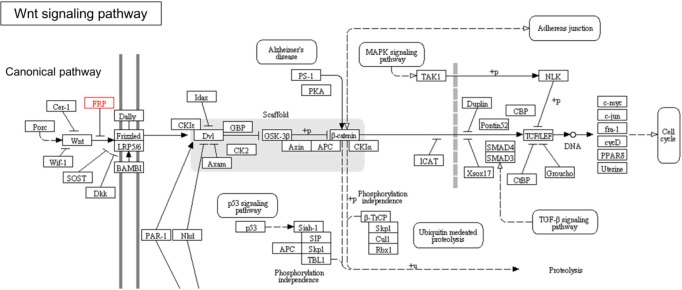 Wnt signaling pathway
Canonical pathway
Alzheimer's
disease
Adherens junction
MAPK signaling
pathway
PS-1
PKA
TAK1
+p
NLK
Cer-1
FRP
Idax
Scaffold
Duplin
CBP
+p
c-myc
Porc
Dally
CKIε
GBP
Pontin52
c-jun
Wnt
Frizzled
Dvl
GSK-3β
+p
β-catenin
TCF/LEF
DNA
fra-1
Cell
cycle
LRP5/6
Axin
APC
CKIα
SMAD4
cycD
Wif-1
CK2
ICAT
SMAD3
PPARδ
SOST
BAMBI
Axam
Xsox17
CtBP
Groucho
Uterine
Dkk
p53 signaling
pathway
+p
Phosphorylation
independence
TGF-β signaling
pathway
PAR-1
Nkd
p53
Siah-1
β-TrCP
Ubiquitin medeated
proteolysis
SIP
Skp1
APC
Skp1
Cul1
TBL1
Rbx1
Phosphorylation
independence
+u
Proteolysis